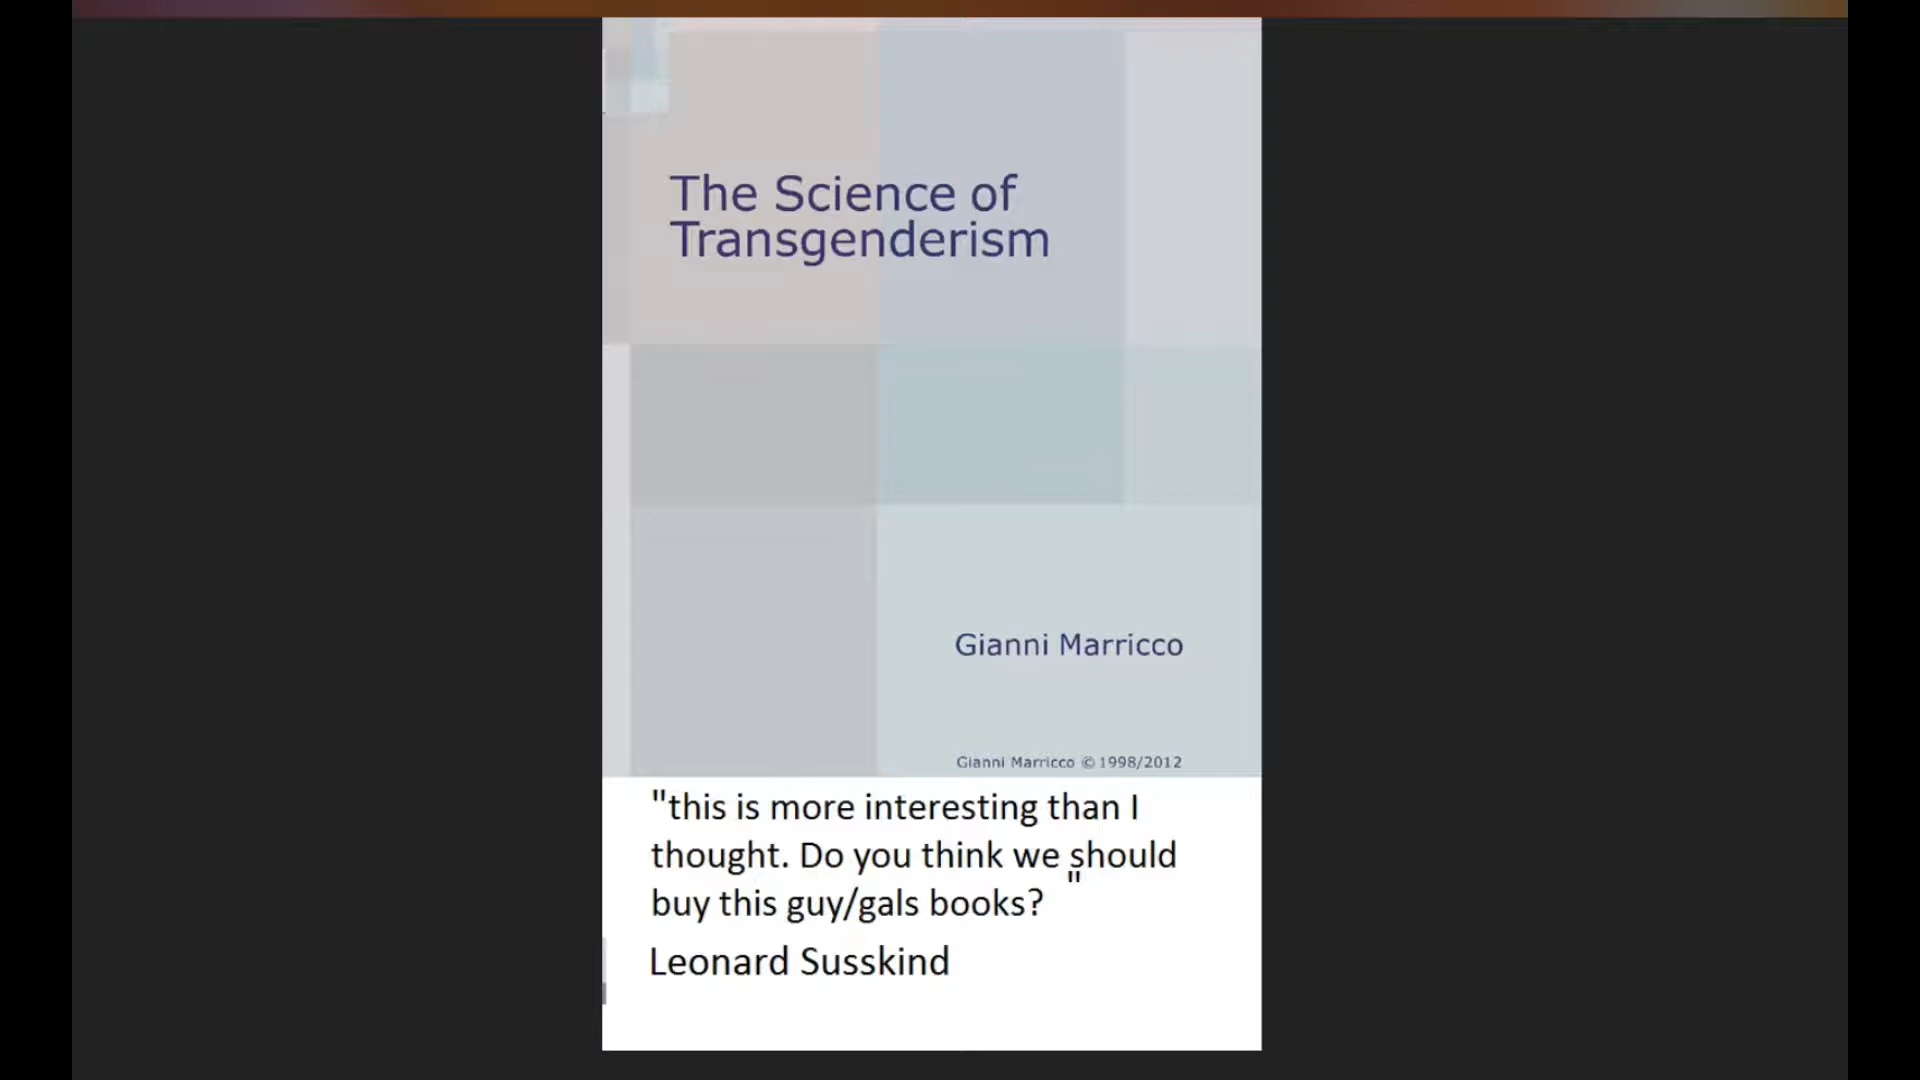 The Science of
Transgenderism
Gianni Marricco
Gianni Marricco © 1998/2012
"this is more interesting than I
thought. Do you think we should
buy this guy/gals books? "
Leonard Susskind